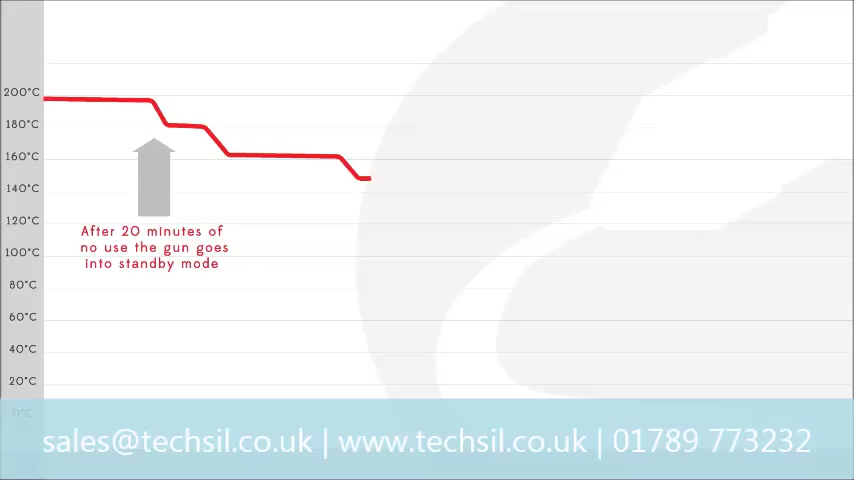 200°C
180°C
160°C
140°C
120°C
100°C
80°C
60°C
40°C
20°C
0°C
After 20 minutes of
no use the gun goes
into standby mode
sales@techsil.co.uk | www.techsil.co.uk | 01789 773232